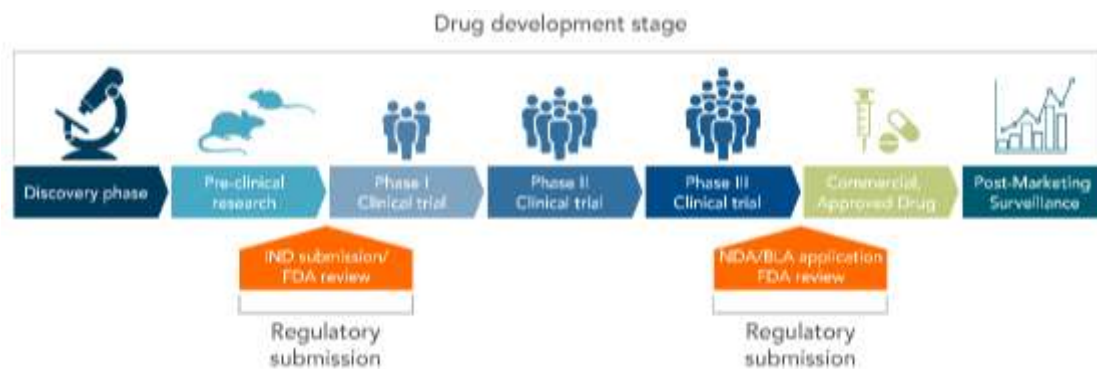 Drug development stage
Discovery phase
Pre-clinical
research
Phase I
Clinical trial
Phase II
Clinical trial
Phase III
Clinical trial
Commercial,
Approved Drug
Post-Marketing
Surveillance
IND submission/
FDA review
NDA/BLA application
FDA review
Regulatory
submission
Regulatory
submission